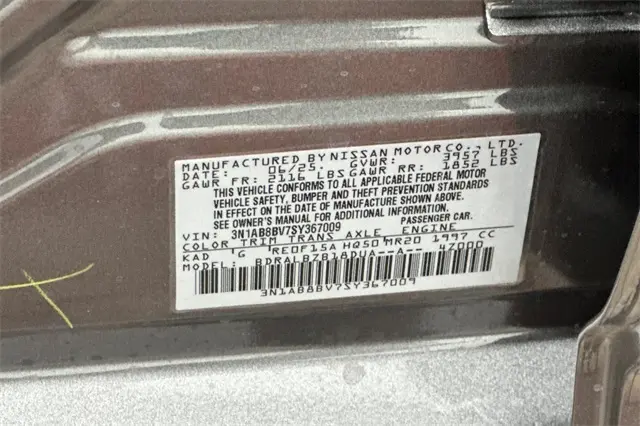 MANUFACTURED BY NISSAN MOTOR CO., LTD.
DATE: 06/25. GVWR: 3957 LBS
GAWR FR: 2116 LBS GAWR RR: 1852 LBS
THIS VEHICLE CONFORMS TO ALL APPLICABLE FEDERAL MOTOR
VEHICLE SAFETY, BUMPER AND THEFT PREVENTION STANDARDS
IN EFFECT ON THE DATE OF MANUFACTURE SHOWN ABOVE.
SEE OWNER'S MANUAL FOR ADDITIONAL INFORMATION.
PASSENGER CAR.
VIN: 3N1AB8BV7SY367009
COLOR TRIM TRANS AXLE ENGINE
KAD G RE0F15A HQ50 MR20 1997 CC
MODEL: BDRALBZB18DUA--A-- 4Z000
3N1AB8BV7SY367009